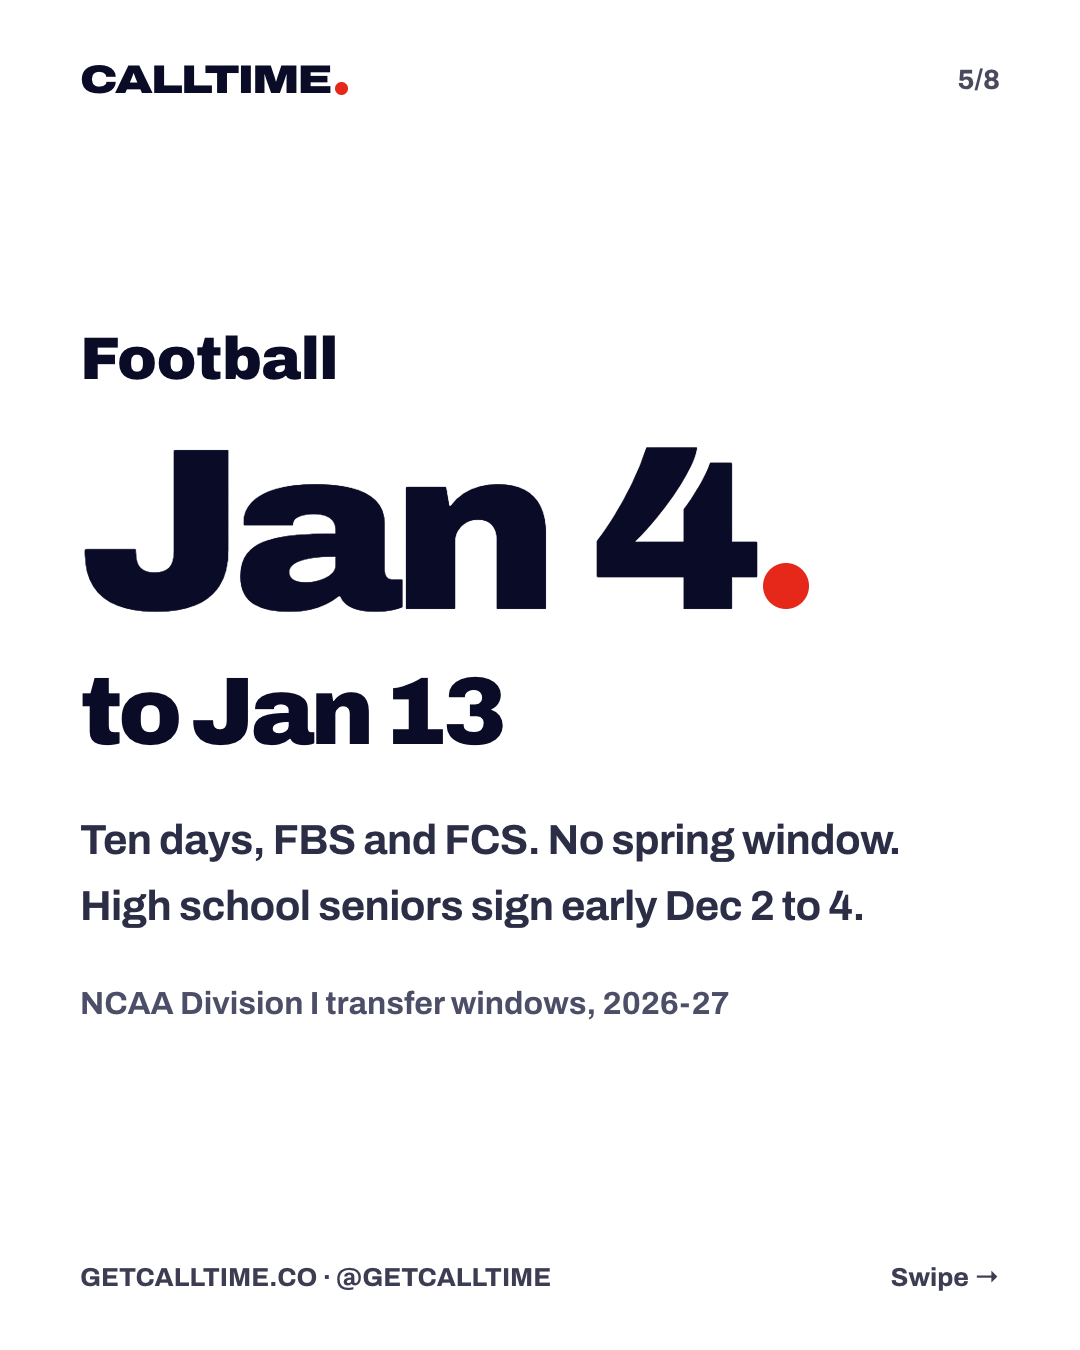 CALLTIME.
5/8
Football
Jan 4.
to Jan 13
Ten days, FBS and FCS. No spring window.
High school seniors sign early Dec 2 to 4.
NCAA Division I transfer windows, 2026-27
GETCALLTIME.CO · @GETCALLTIME
Swipe →